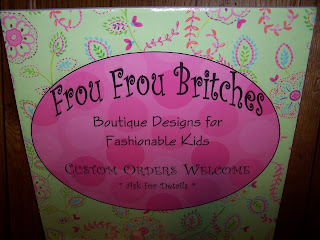 Frou Frou Britches
Boutique Designs for
Fashionable Kids
Custom Orders Welcome
~ Ask for Details ~